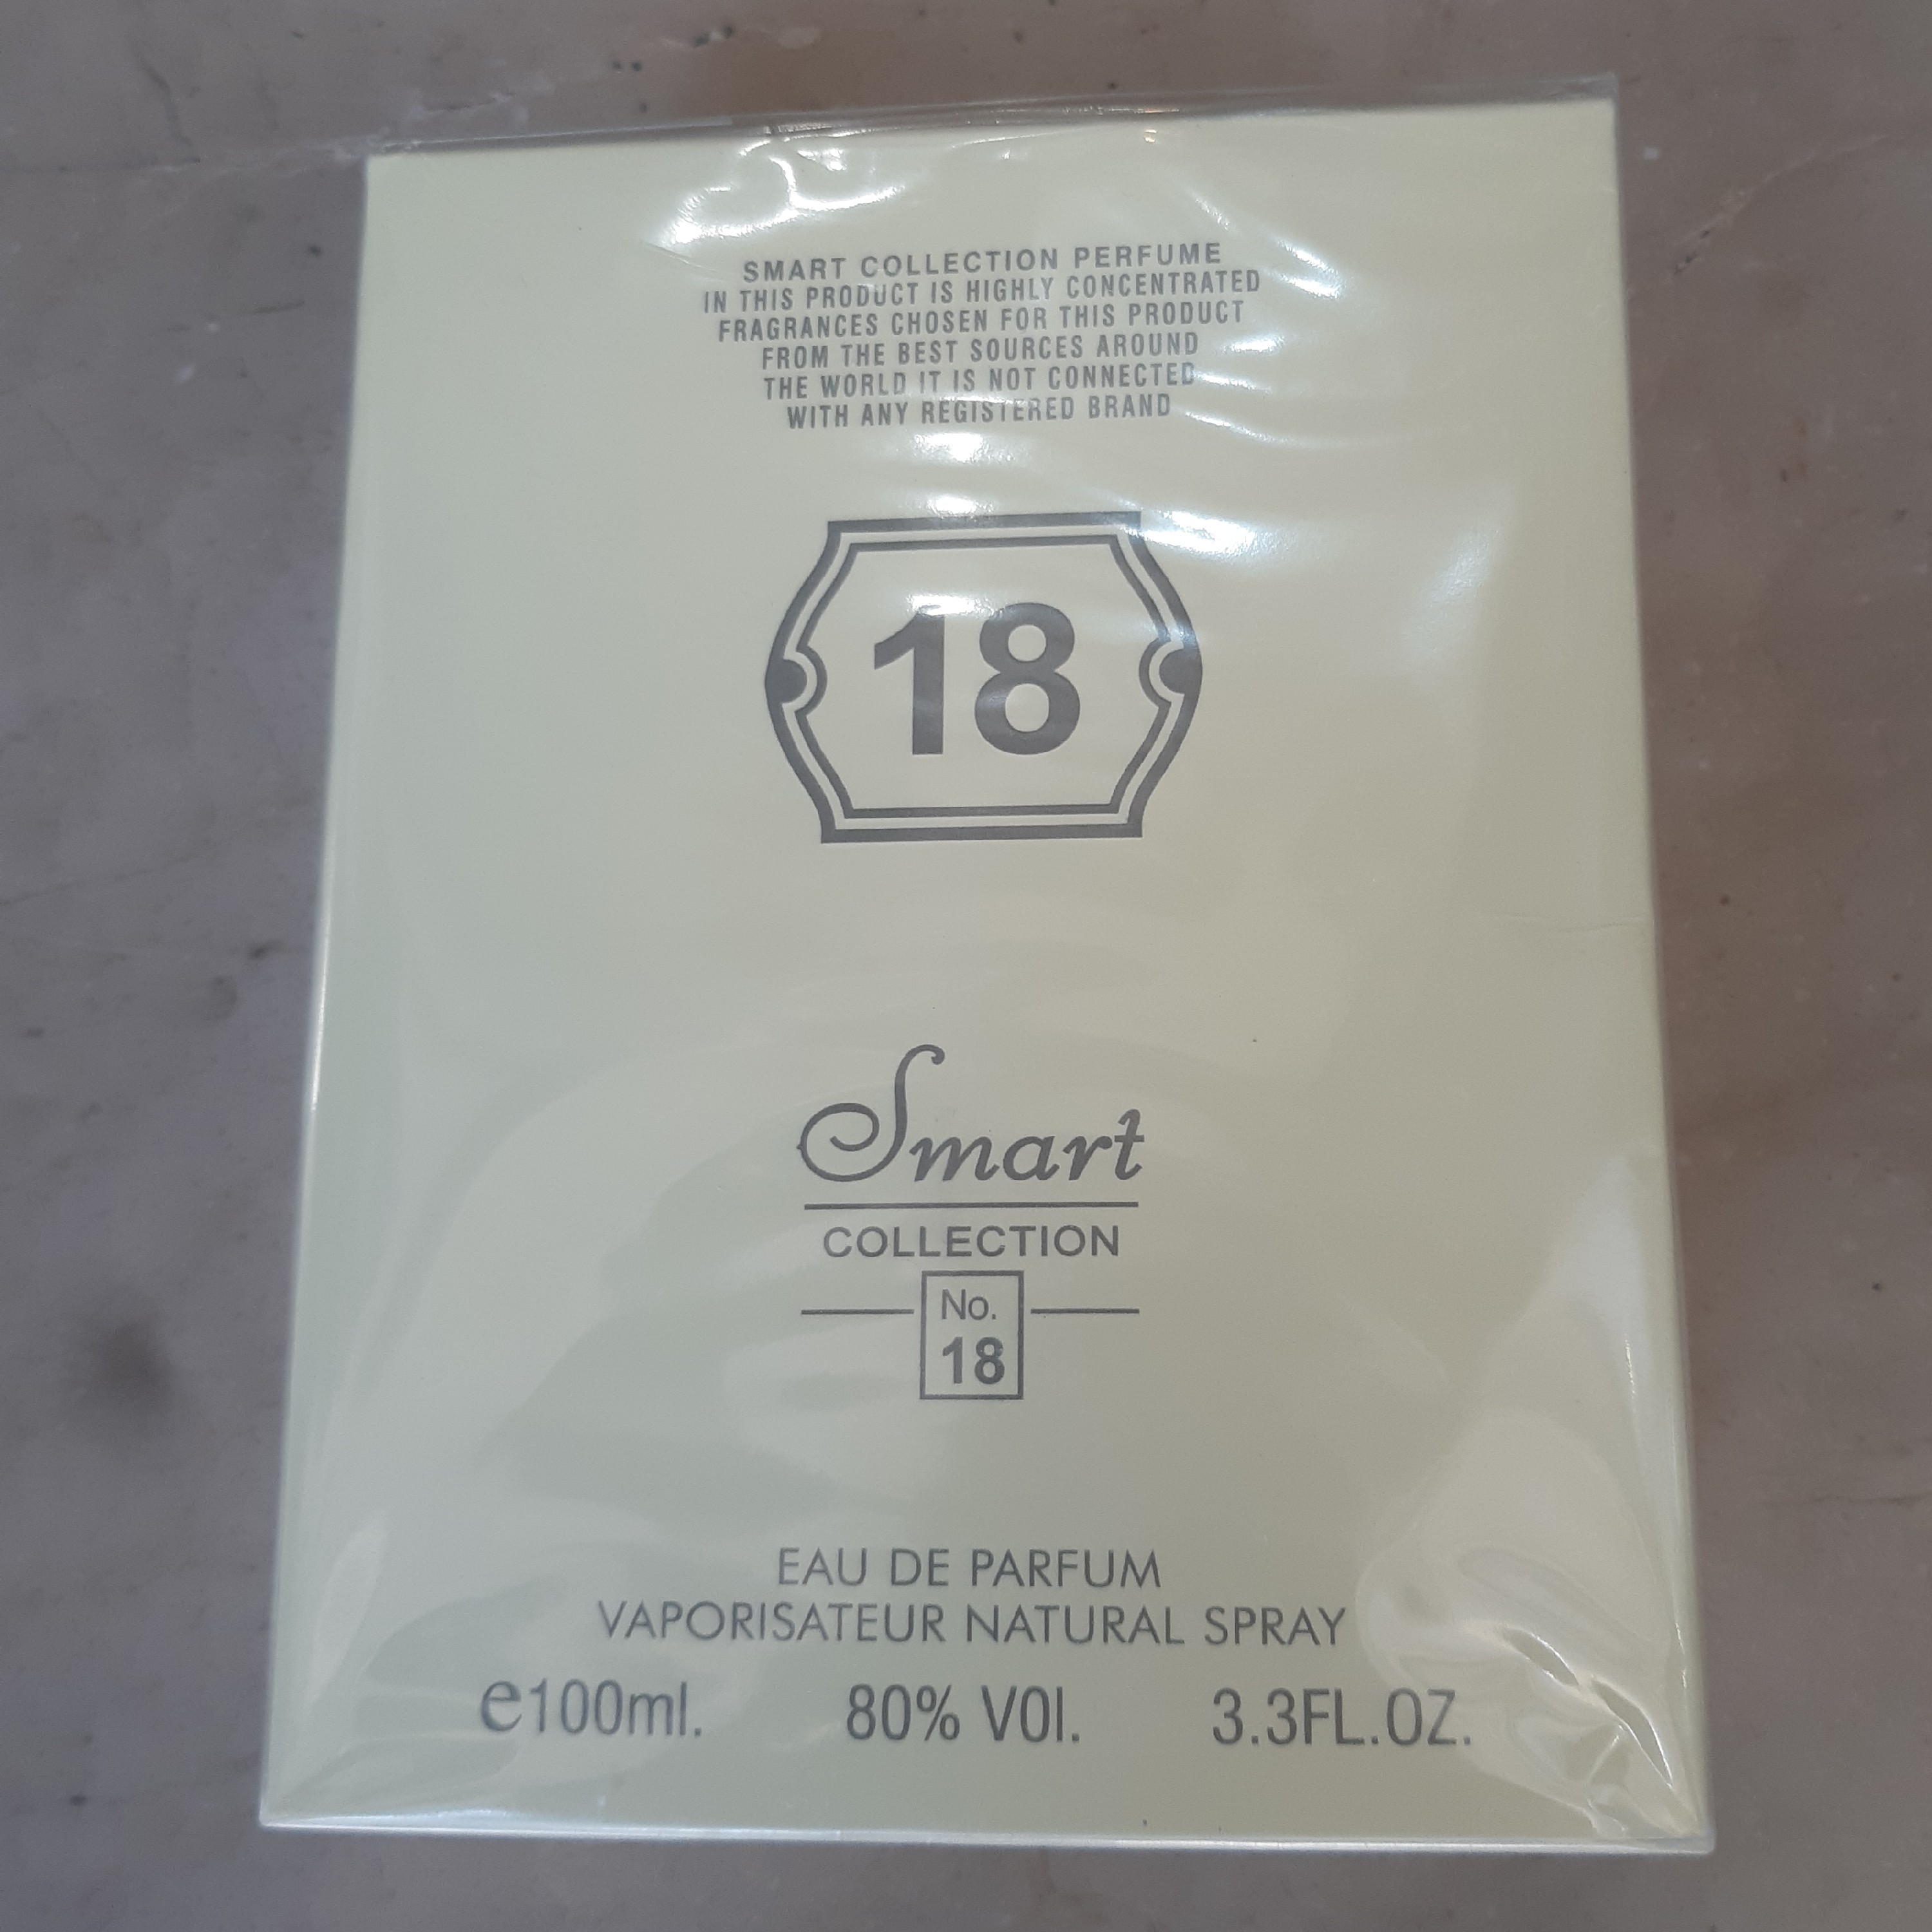 SMART COLLECTION PERFUME
IN THIS PRODUCT IS HIGHLY CONCENTRATED
FRAGRANCES CHOSEN FOR THIS PRODUCT
FROM THE BEST SOURCES AROUND
THE WORLD IT IS NOT CONNECTED
WITH ANY REGISTERED BRAND
18
Smart
COLLECTION
No.
18
EAU DE PARFUM
VAPORISATEUR NATURAL SPRAY
e100ml. 80% VOl. 3.3FL.OZ.